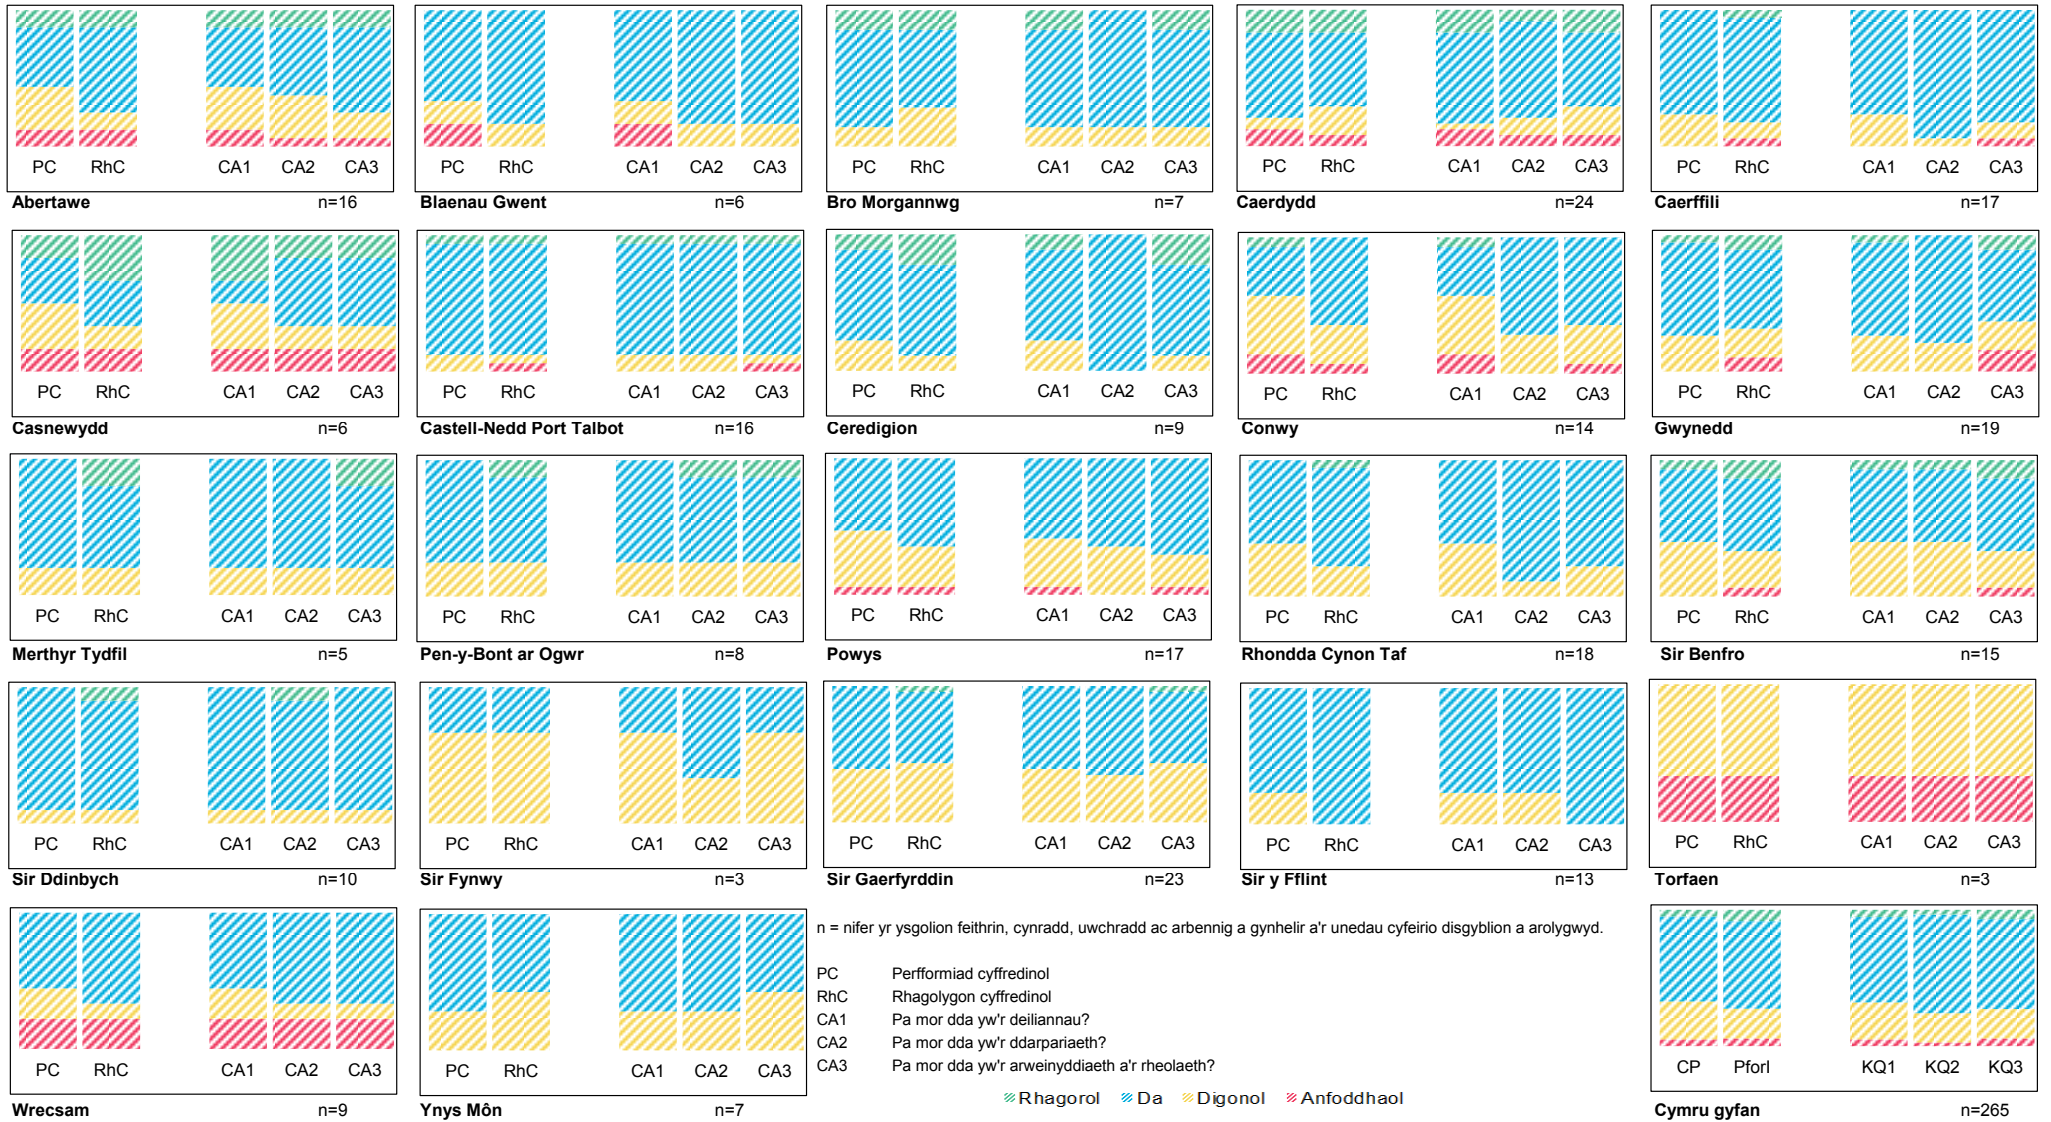 PC RhC CA1 CA2 CA3
Abertawe n=16
PC RhC CA1 CA2 CA3
Blaenau Gwent n=6
PC RhC CA1 CA2 CA3
Bro Morgannwg n=7
PC RhC CA1 CA2 CA3
Caerdydd n=24
PC RhC CA1 CA2 CA3
Caerffili n=17
PC RhC CA1 CA2 CA3
Casnewydd n=6
PC RhC CA1 CA2 CA3
Castell-Nedd Port Talbot n=16
PC RhC CA1 CA2 CA3
Ceredigion n=9
PC RhC CA1 CA2 CA3
Conwy n=14
PC RhC CA1 CA2 CA3
Gwynedd n=19
PC RhC CA1 CA2 CA3
Merthyr Tydfil n=5
PC RhC CA1 CA2 CA3
Pen-y-Bont ar Ogwr n=8
PC RhC CA1 CA2 CA3
Powys n=17
PC RhC CA1 CA2 CA3
Rhondda Cynon Taf n=18
PC RhC CA1 CA2 CA3
Sir Benfro n=15
PC RhC CA1 CA2 CA3
Sir Ddinbych n=10
PC RhC CA1 CA2 CA3
Sir Fynwy n=3
PC RhC CA1 CA2 CA3
Sir Gaerfyrddin n=23
PC RhC CA1 CA2 CA3
Sir y Fflint n=13
PC RhC CA1 CA2 CA3
Torfaen n=3
PC RhC CA1 CA2 CA3
Wrecsam n=9
PC RhC CA1 CA2 CA3
Ynys Môn n=7
n = nifer yr ysgolion feithrin, cynradd, uwchradd ac arbennig a gynhelir a'r unedau cyfeirio disgyblion a arolygwyd.
PC Perfformiad cyffredinol
RhC Rhagolygon cyffredinol
CA1 Pa mor dda yw'r deiliannau?
CA2 Pa mor dda yw'r ddarpariaeth?
CA3 Pa mor dda yw'r arweinyddiaeth a'r rheolaeth?
Rhagorol Da Digonol Anfoddhaol
CP Pforl KQ1 KQ2 KQ3
Cymru gyfan n=265